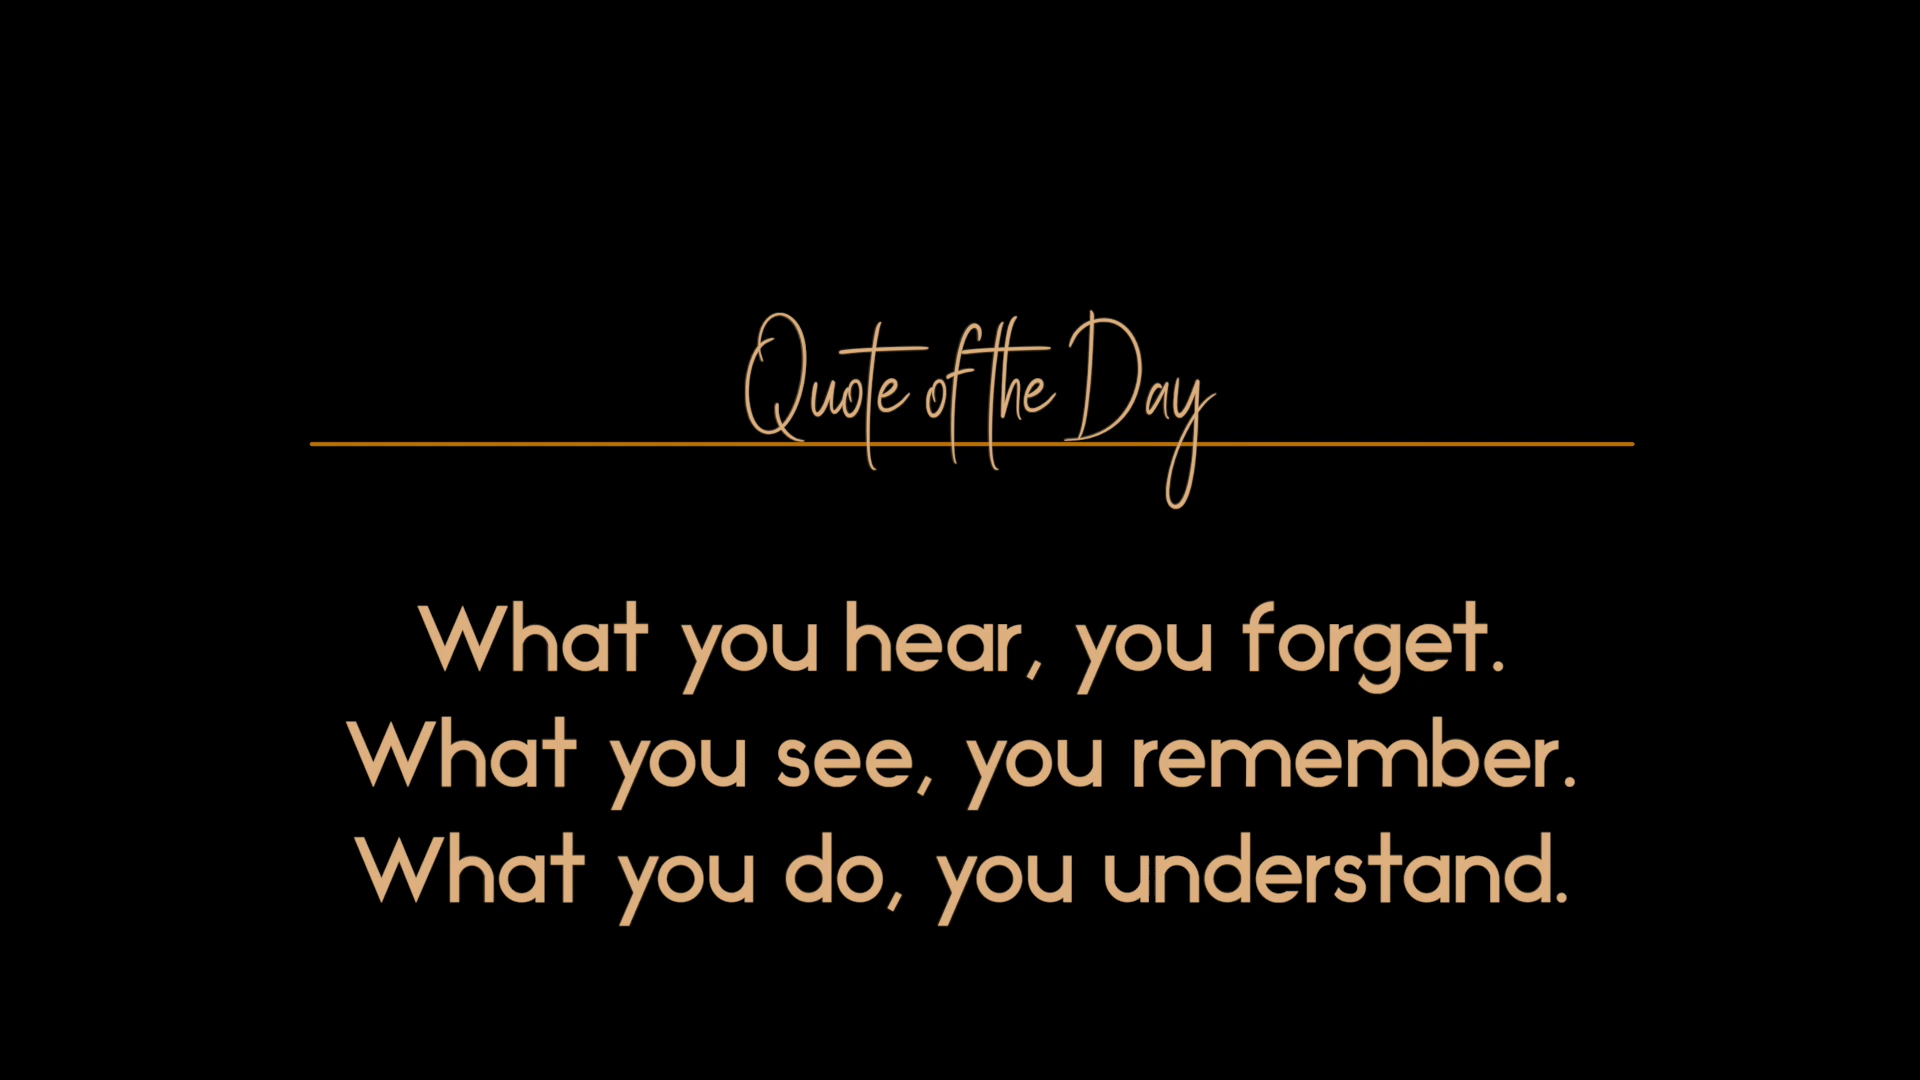 Quote of the Day
What you hear, you forget.
What you see, you remember.
What you do, you understand.